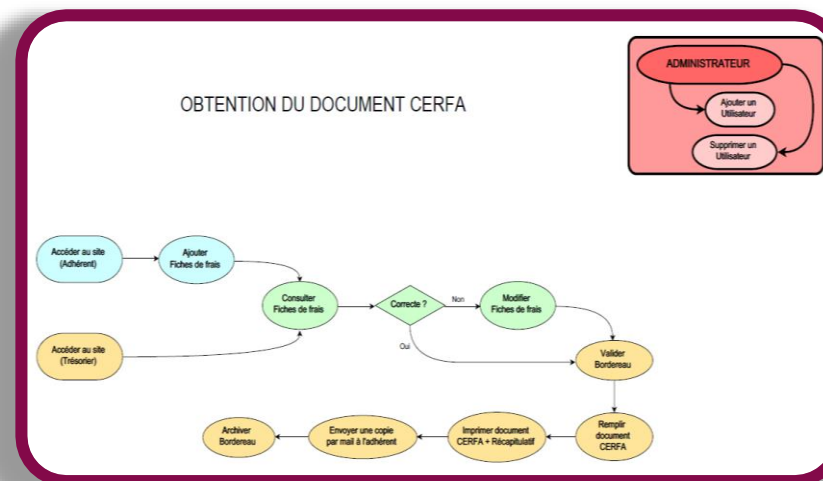 OBTENTION DU DOCUMENT CERFA
ADMINISTRATEUR
Ajouter un
Utilisateur
Supprimer un
Utilisateur
Accéder au site
(Adhérent)
Ajouter
Fiches de frais
Consulter
Fiches de frais
Correcte ?
Non
Modifier
Fiches de frais
Oui
Accéder au site
(Trésorier)
Valider
Bordereau
Remplir
document
CERFA
Imprimer document
CERFA + Récapitulatif
Envoyer une copie
par mail à l'adhérent
Archiver
Bordereau